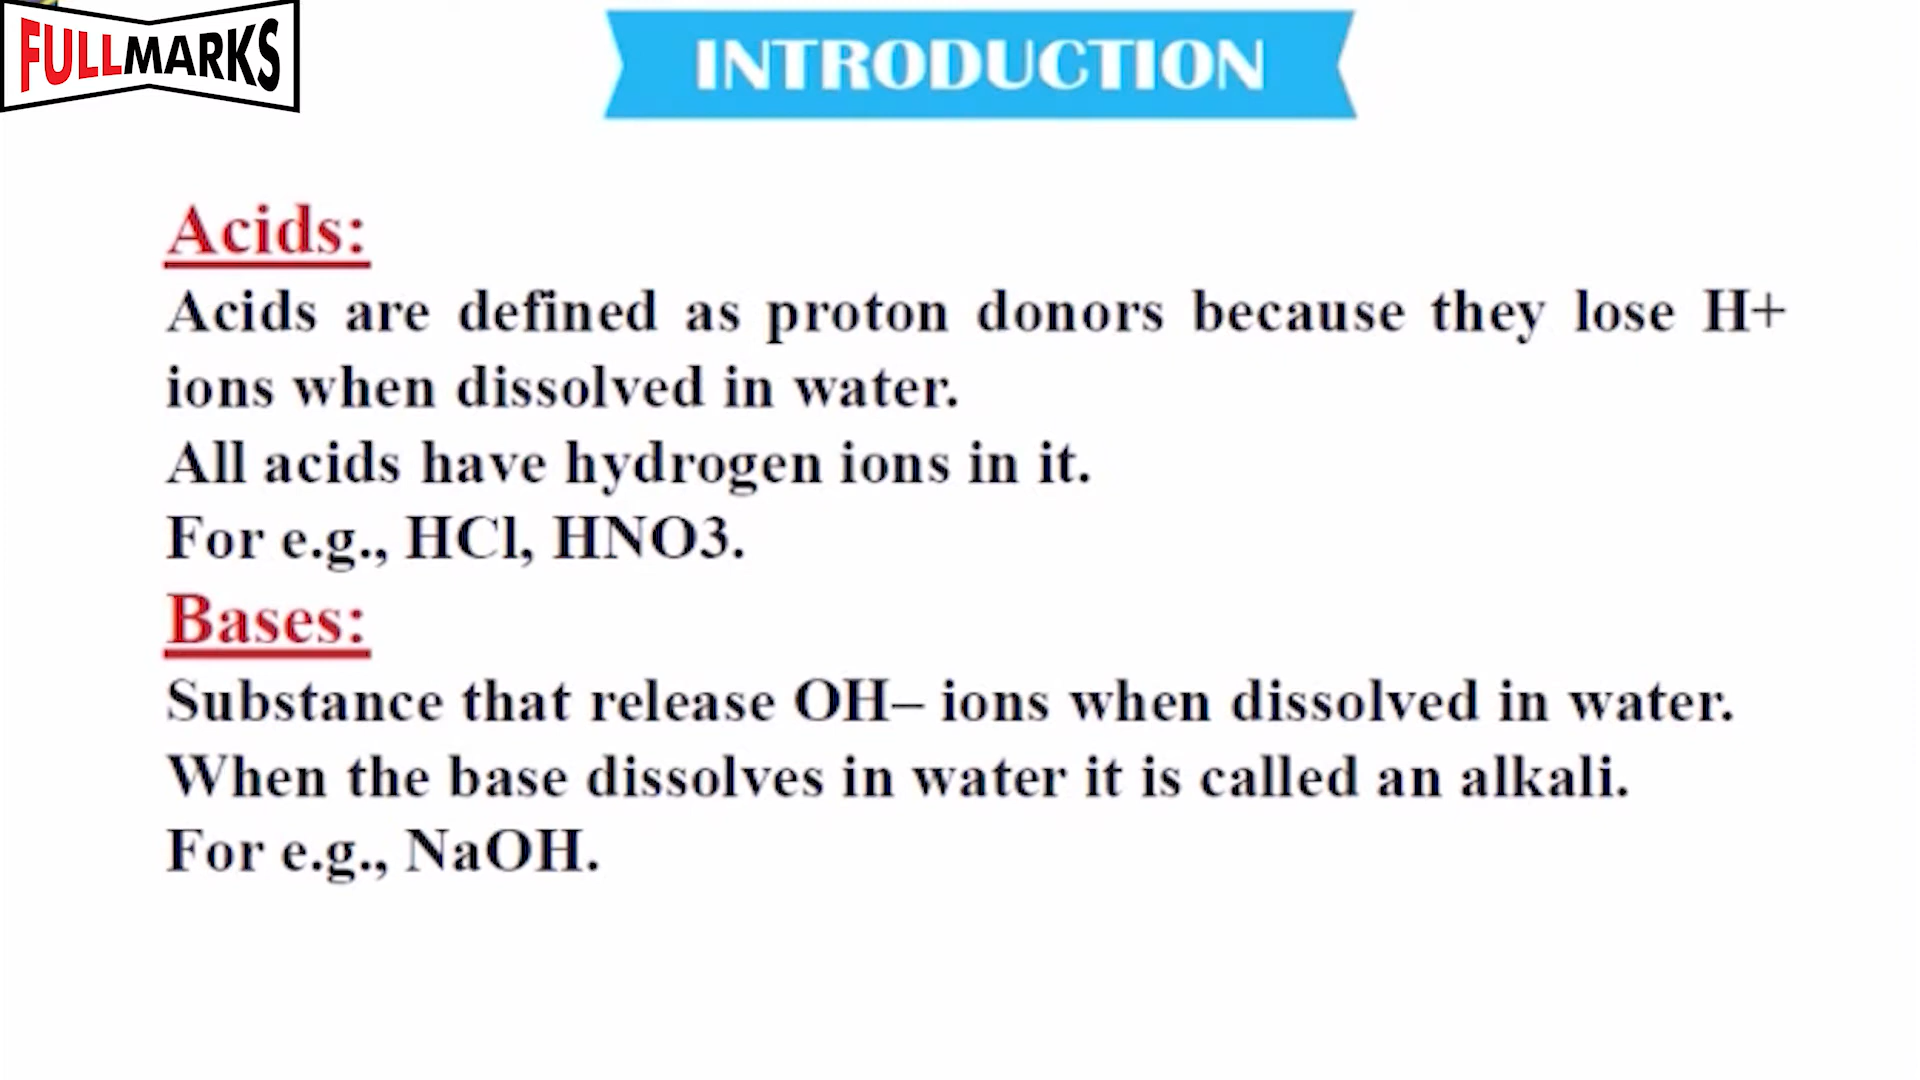 FULLMARKS
INTRODUCTION
Acids:
Acids are defined as proton donors because they lose H+
ions when dissolved in water.
All acids have hydrogen ions in it.
For e.g., HCl, HNO3.
Bases:
Substance that release OH– ions when dissolved in water.
When the base dissolves in water it is called an alkali.
For e.g., NaOH.